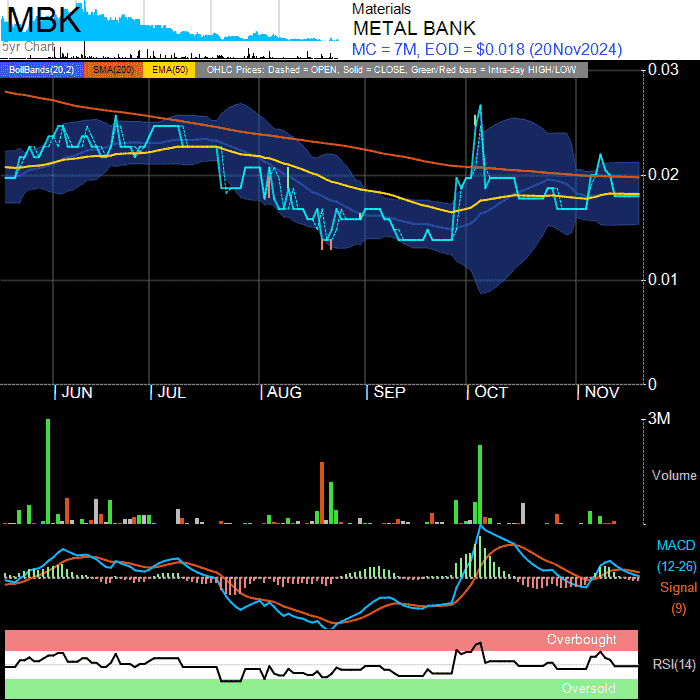 MBK
5yr Chart
Materials
METAL BANK
MC = 7M, EOD = $0.018 (20Nov2024)
BollBands(20,2) SMA(200) EMA(50) OHLC Prices: Dashed = OPEN, Solid = CLOSE, Green/Red bars = Intra-day HIGH/LOW
0.03
0.02
0.01
0
JUN JUL AUG SEP OCT NOV
3M
Volume
MACD
(12-26)
Signal
(9)
Overbought
RSI(14)
Oversold